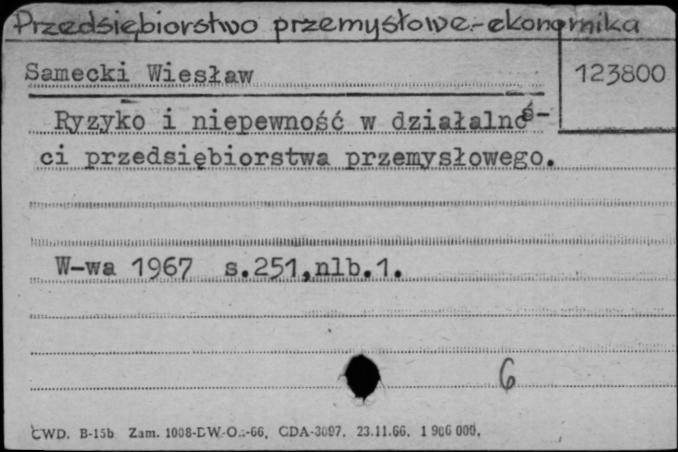 Przedsiębiorstwo przemysłowe-ekonomika
Samecki Wiesław
123800
Ryzyko i niepewność w działalnoś-
ci przedsiębiorstwa przemysłowego.
W-wa 1967 s.251,nlb.1.
6
CWD. B-15b Zam. 1008-DW-O.-66, CDA-3097. 23.11.66. 1 906 000.